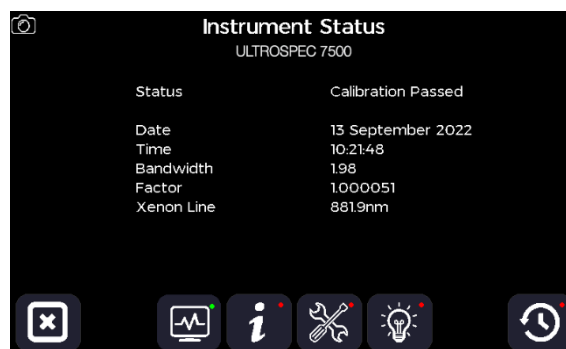 Instrument Status
ULTROSPEC 7500
Status Calibration Passed
Date 13 September 2022
Time 10:21:48
Bandwidth 1.98
Factor 1.000051
Xenon Line 881.9nm